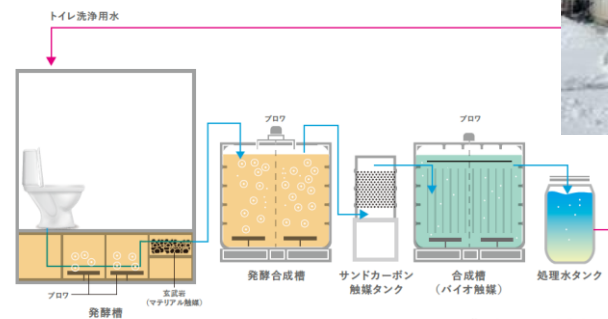 トイレ洗浄用水
ブロワ
ブロワ
ブロワ
玄武岩
(マテリアル触媒)
発酵槽
発酵合成槽
サンドカーボン
触媒タンク
合成槽
(バイオ触媒)
処理水タンク